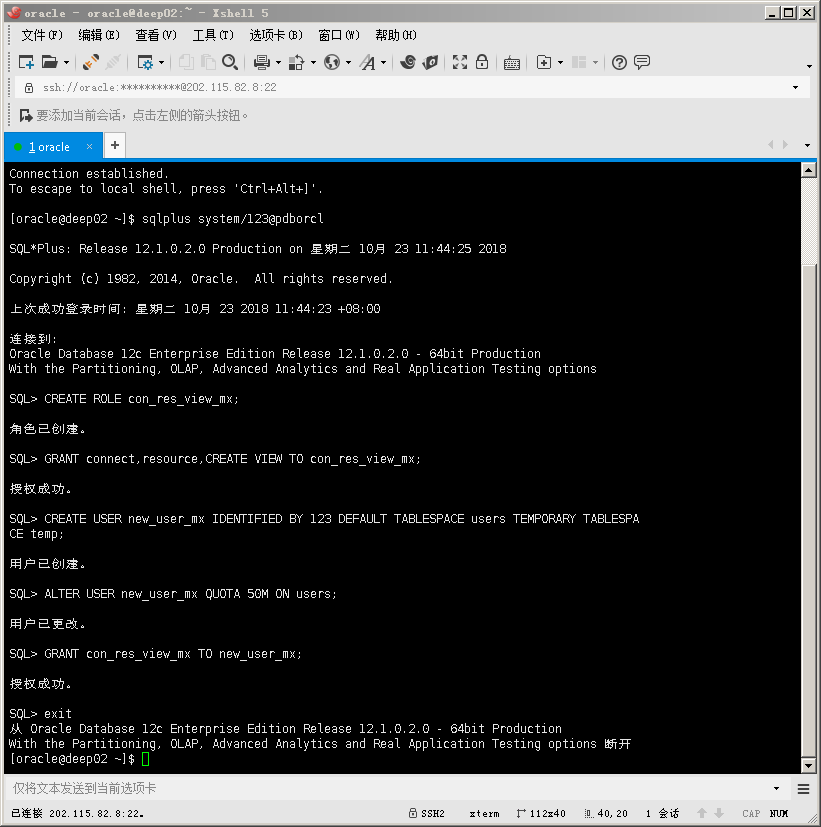 oracle - oracle@deep02:~ - Xshell 5
文件(F) 编辑(E) 查看(V) 工具(T) 选项卡(B) 窗口(W) 帮助(H)
ssh://oracle:**********@202.115.82.8:22
要添加当前会话，点击左侧的箭头按钮。
1 oracle × +
Connection established.
To escape to local shell, press 'Ctrl+Alt+]'.
[oracle@deep02 ~]$ sqlplus system/123@pdborcl
SQL*Plus: Release 12.1.0.2.0 Production on 星期二 10月 23 11:44:25 2018
Copyright (c) 1982, 2014, Oracle.  All rights reserved.
上次成功登录时间: 星期二 10月 23 2018 11:44:23 +08:00
连接到:
Oracle Database 12c Enterprise Edition Release 12.1.0.2.0 - 64bit Production
With the Partitioning, OLAP, Advanced Analytics and Real Application Testing options
SQL> CREATE ROLE con_res_view_mx;
角色已创建。
SQL> GRANT connect,resource,CREATE VIEW TO con_res_view_mx;
授权成功。
SQL> CREATE USER new_user_mx IDENTIFIED BY 123 DEFAULT TABLESPACE users TEMPORARY TABLESPA
CE temp;
用户已创建。
SQL> ALTER USER new_user_mx QUOTA 50M ON users;
用户已更改。
SQL> GRANT con_res_view_mx TO new_user_mx;
授权成功。
SQL> exit
从 Oracle Database 12c Enterprise Edition Release 12.1.0.2.0 - 64bit Production
With the Partitioning, OLAP, Advanced Analytics and Real Application Testing options 断开
[oracle@deep02 ~]$
仅将文本发送到当前选项卡
已连接 202.115.82.8:22。 SSH2 xterm 112x40 40,20 1 会话 CAP NUM